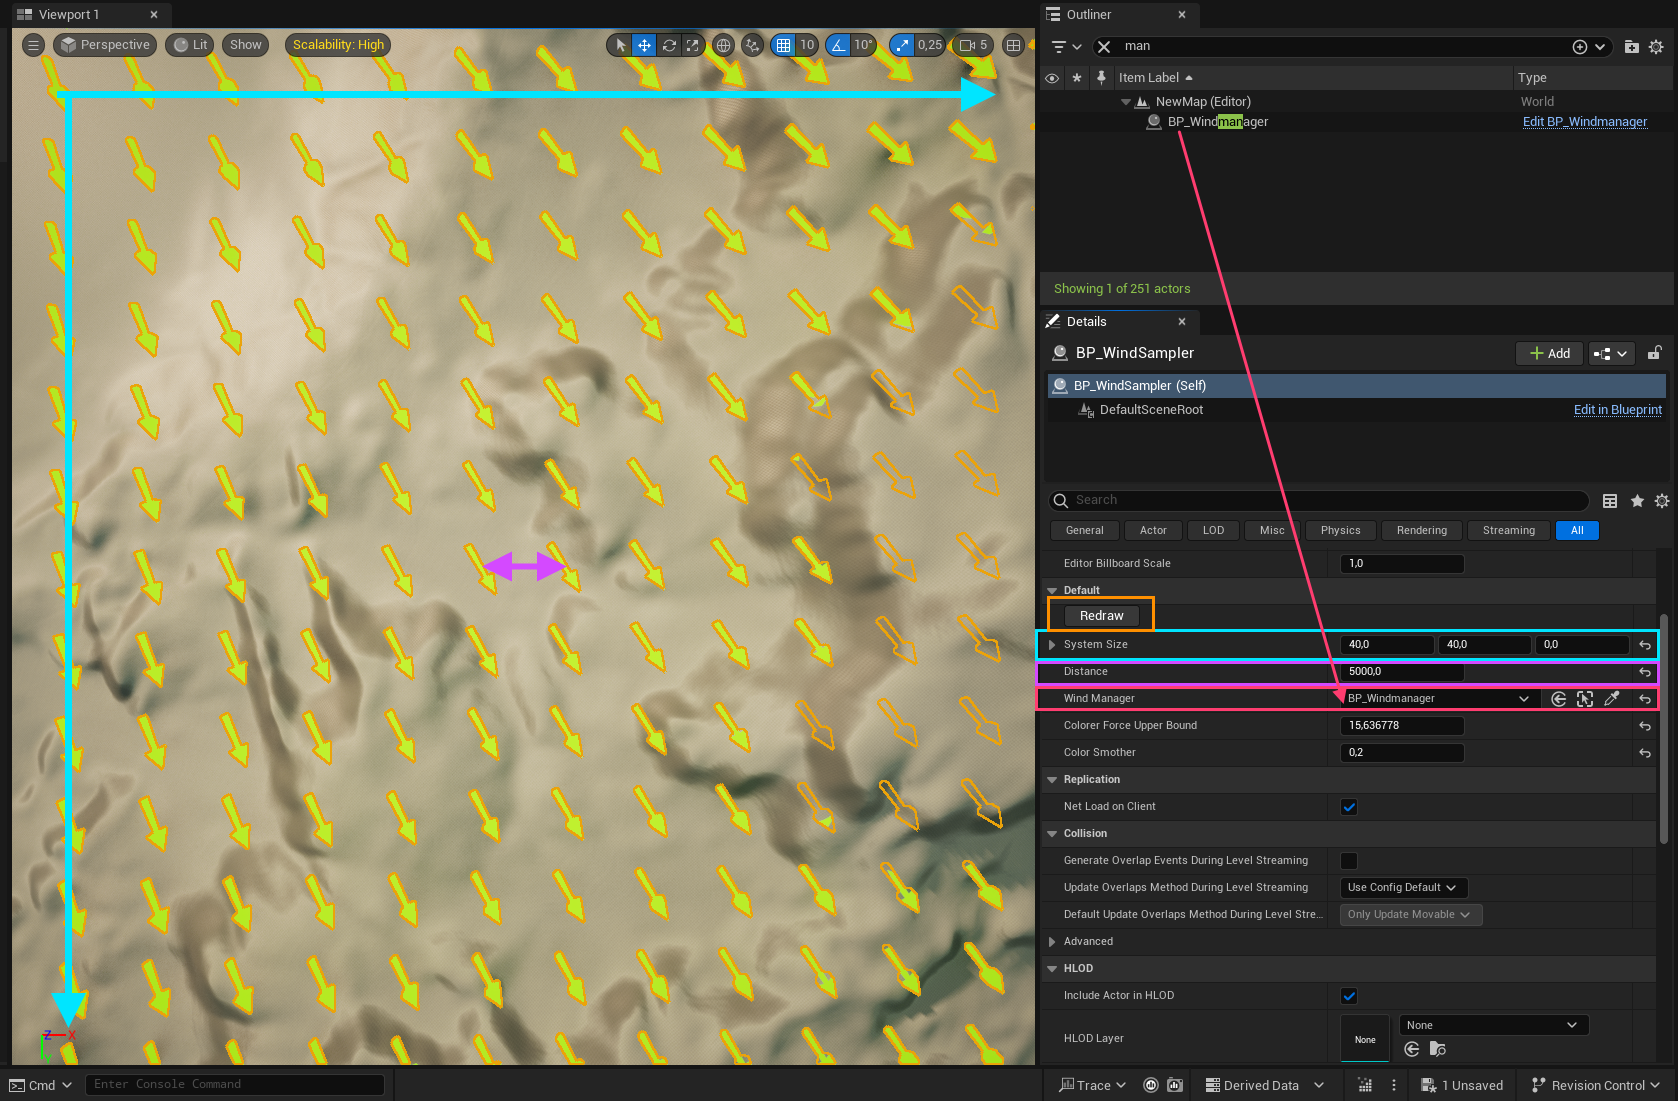 Viewport 1
Perspective
Lit
Show
Scalability: High
10
10°
0,25
5
Z
X
Y
Outliner
man
Item Label
Type
NewMap (Editor)
World
BP_Windmanager
Edit BP_Windmanager
Showing 1 of 251 actors
Details
BP_WindSampler
Add
BP_WindSampler (Self)
DefaultSceneRoot
Edit in Blueprint
Search
General
Actor
LOD
Misc
Physics
Rendering
Streaming
All
Editor Billboard Scale
1,0
Default
Redraw
System Size
40,0
40,0
0,0
Distance
5000,0
Wind Manager
BP_Windmanager
Colorer Force Upper Bound
15,636778
Color Smother
0,2
Replication
Net Load on Client
Collision
Generate Overlap Events During Level Streaming
Update Overlaps Method During Level Streaming
Use Config Default
Default Update Overlaps Method During Level Stre...
Only Update Movable
Advanced
HLOD
Include Actor in HLOD
HLOD Layer
None
None
Cmd
Enter Console Command
Trace
Derived Data
1 Unsaved
Revision Control